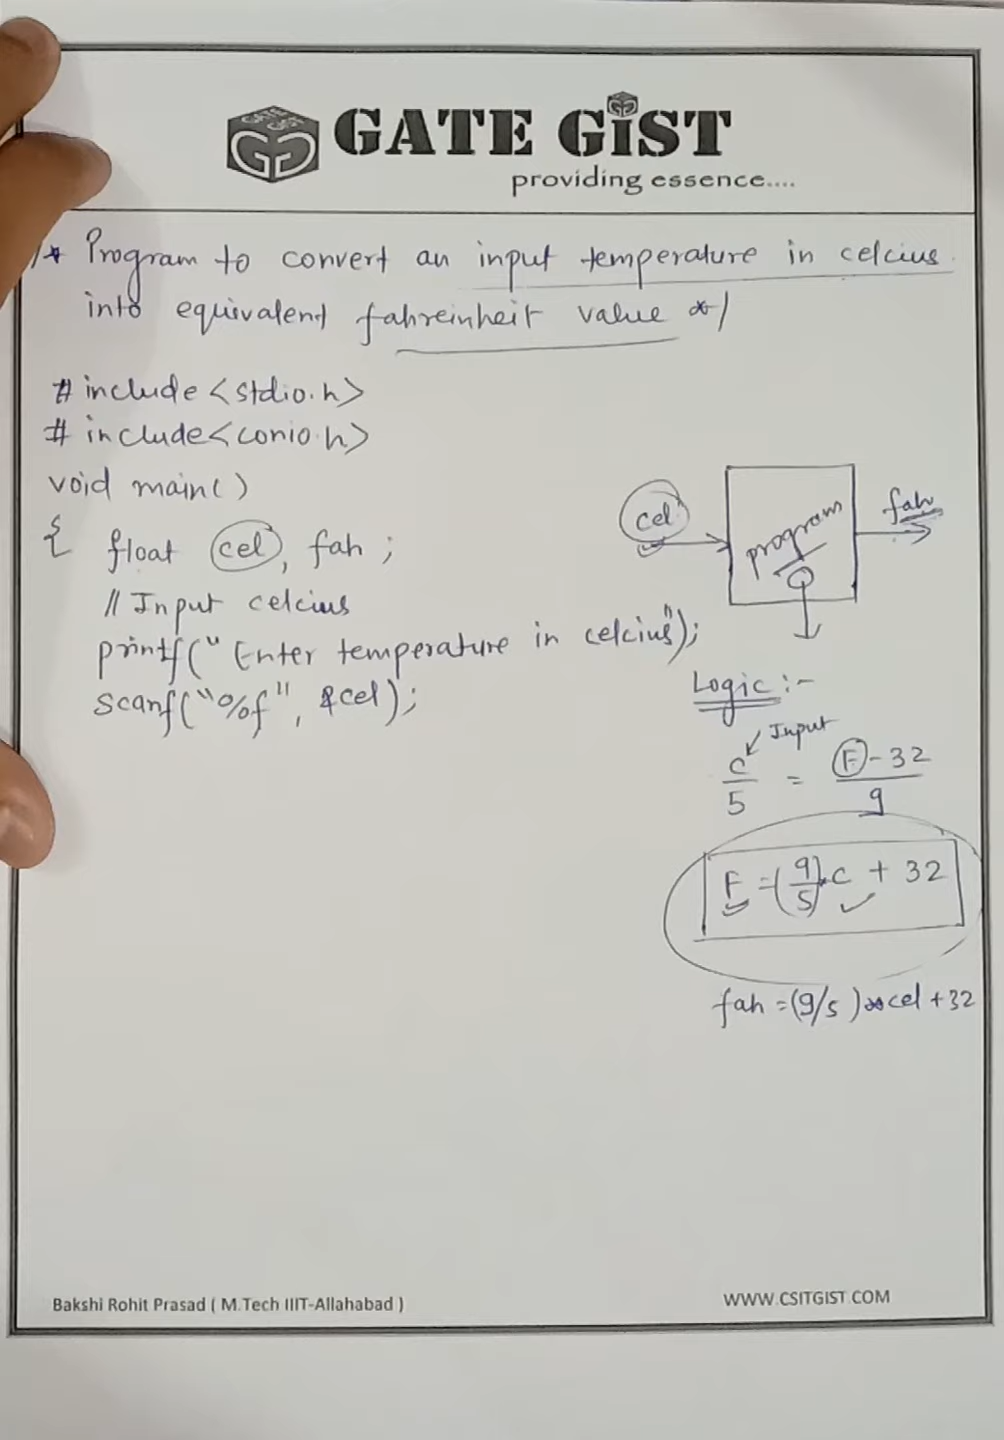 GATE GIST
providing essence....
/* Program to convert an input temperature in celcius
into equivalent fahreinheit value */
# include <stdio.h>
# include <conio.h>
void main()
{ float cel, fah ;
// Input celcius
printf(" Enter temperature in celcius");
scanf("%f", &cel);
cel
program
fah
Logic :-
Input
C/5 = F-32/9
F = (9/5)*C + 32
fah = (9/5)*cel + 32
Bakshi Rohit Prasad ( M.Tech IIIT-Allahabad )
WWW.CSITGIST.COM